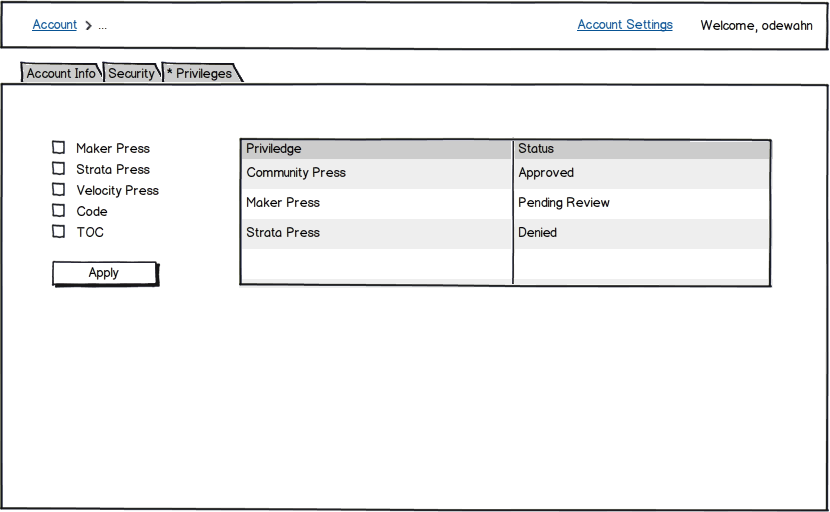 Account > ... Account Settings Welcome, odewahn
Account Info Security * Privileges
Maker Press
Strata Press
Velocity Press
Code
TOC
Apply
Priviledge Status
Community Press Approved
Maker Press Pending Review
Strata Press Denied